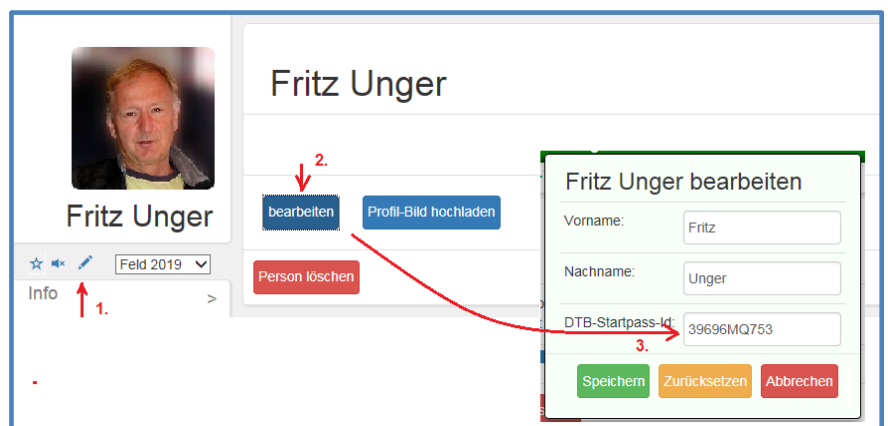 Fritz Unger
Fritz Unger
Feld 2019
Info >
1.
2.
bearbeiten
Profil-Bild hochladen
Person löschen
Fritz Unger bearbeiten
Vorname:
Fritz
Nachname:
Unger
DTB-Startpass-Id:
39696MQ753
3.
Speichern
Zurücksetzen
Abbrechen